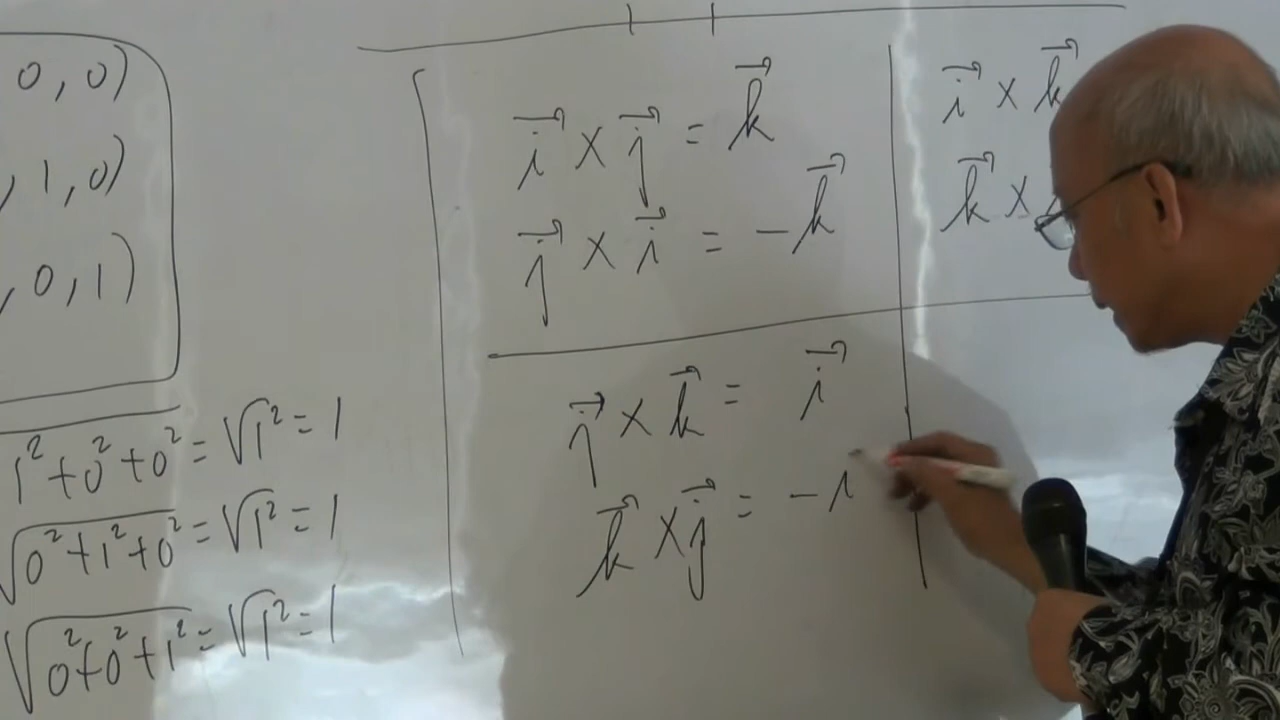 0, 0)
, 1, 0)
, 0, 1)
1² + 0² + 0² = √1² = 1
√0² + 1² + 0² = √1² = 1
√0² + 0² + 1² = √1² = 1
i⃗ × j⃗ = k⃗
j⃗ × i⃗ = −k⃗
j⃗ × k⃗ = i⃗
k⃗ × j⃗ = −i
i⃗ × k⃗
k⃗ ×